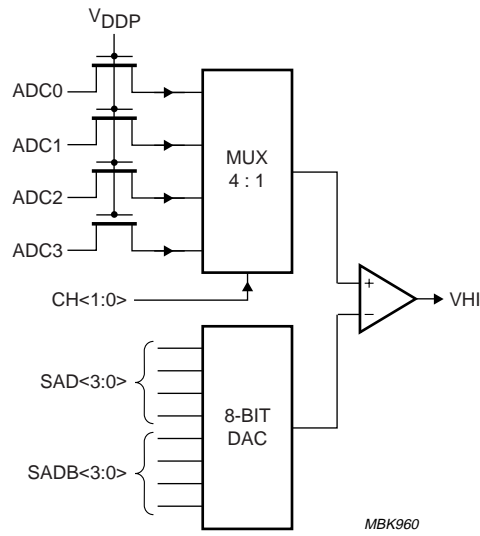 VDDP
ADC0
ADC1
ADC2
ADC3
MUX
4 : 1
CH<1:0>
+
−
VHI
SAD<3:0>
SADB<3:0>
8-BIT
DAC
MBK960